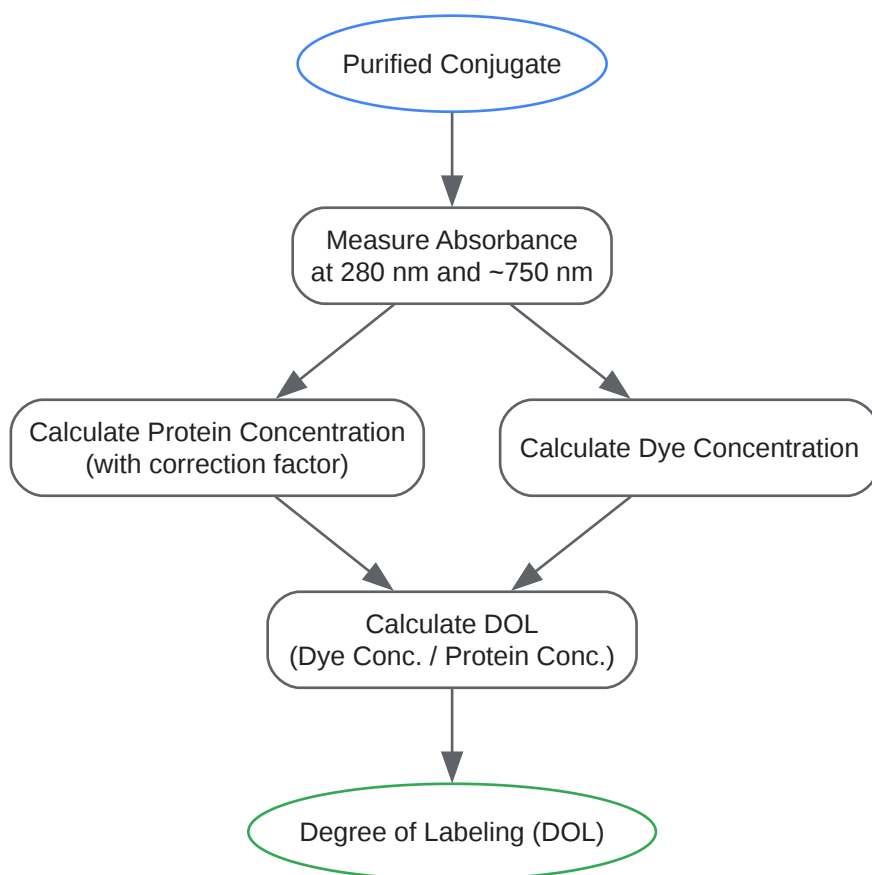 Purified Conjugate
Measure Absorbance
at 280 nm and ~750 nm
Calculate Protein Concentration
(with correction factor)
Calculate Dye Concentration
Calculate DOL
(Dye Conc. / Protein Conc.)
Degree of Labeling (DOL)